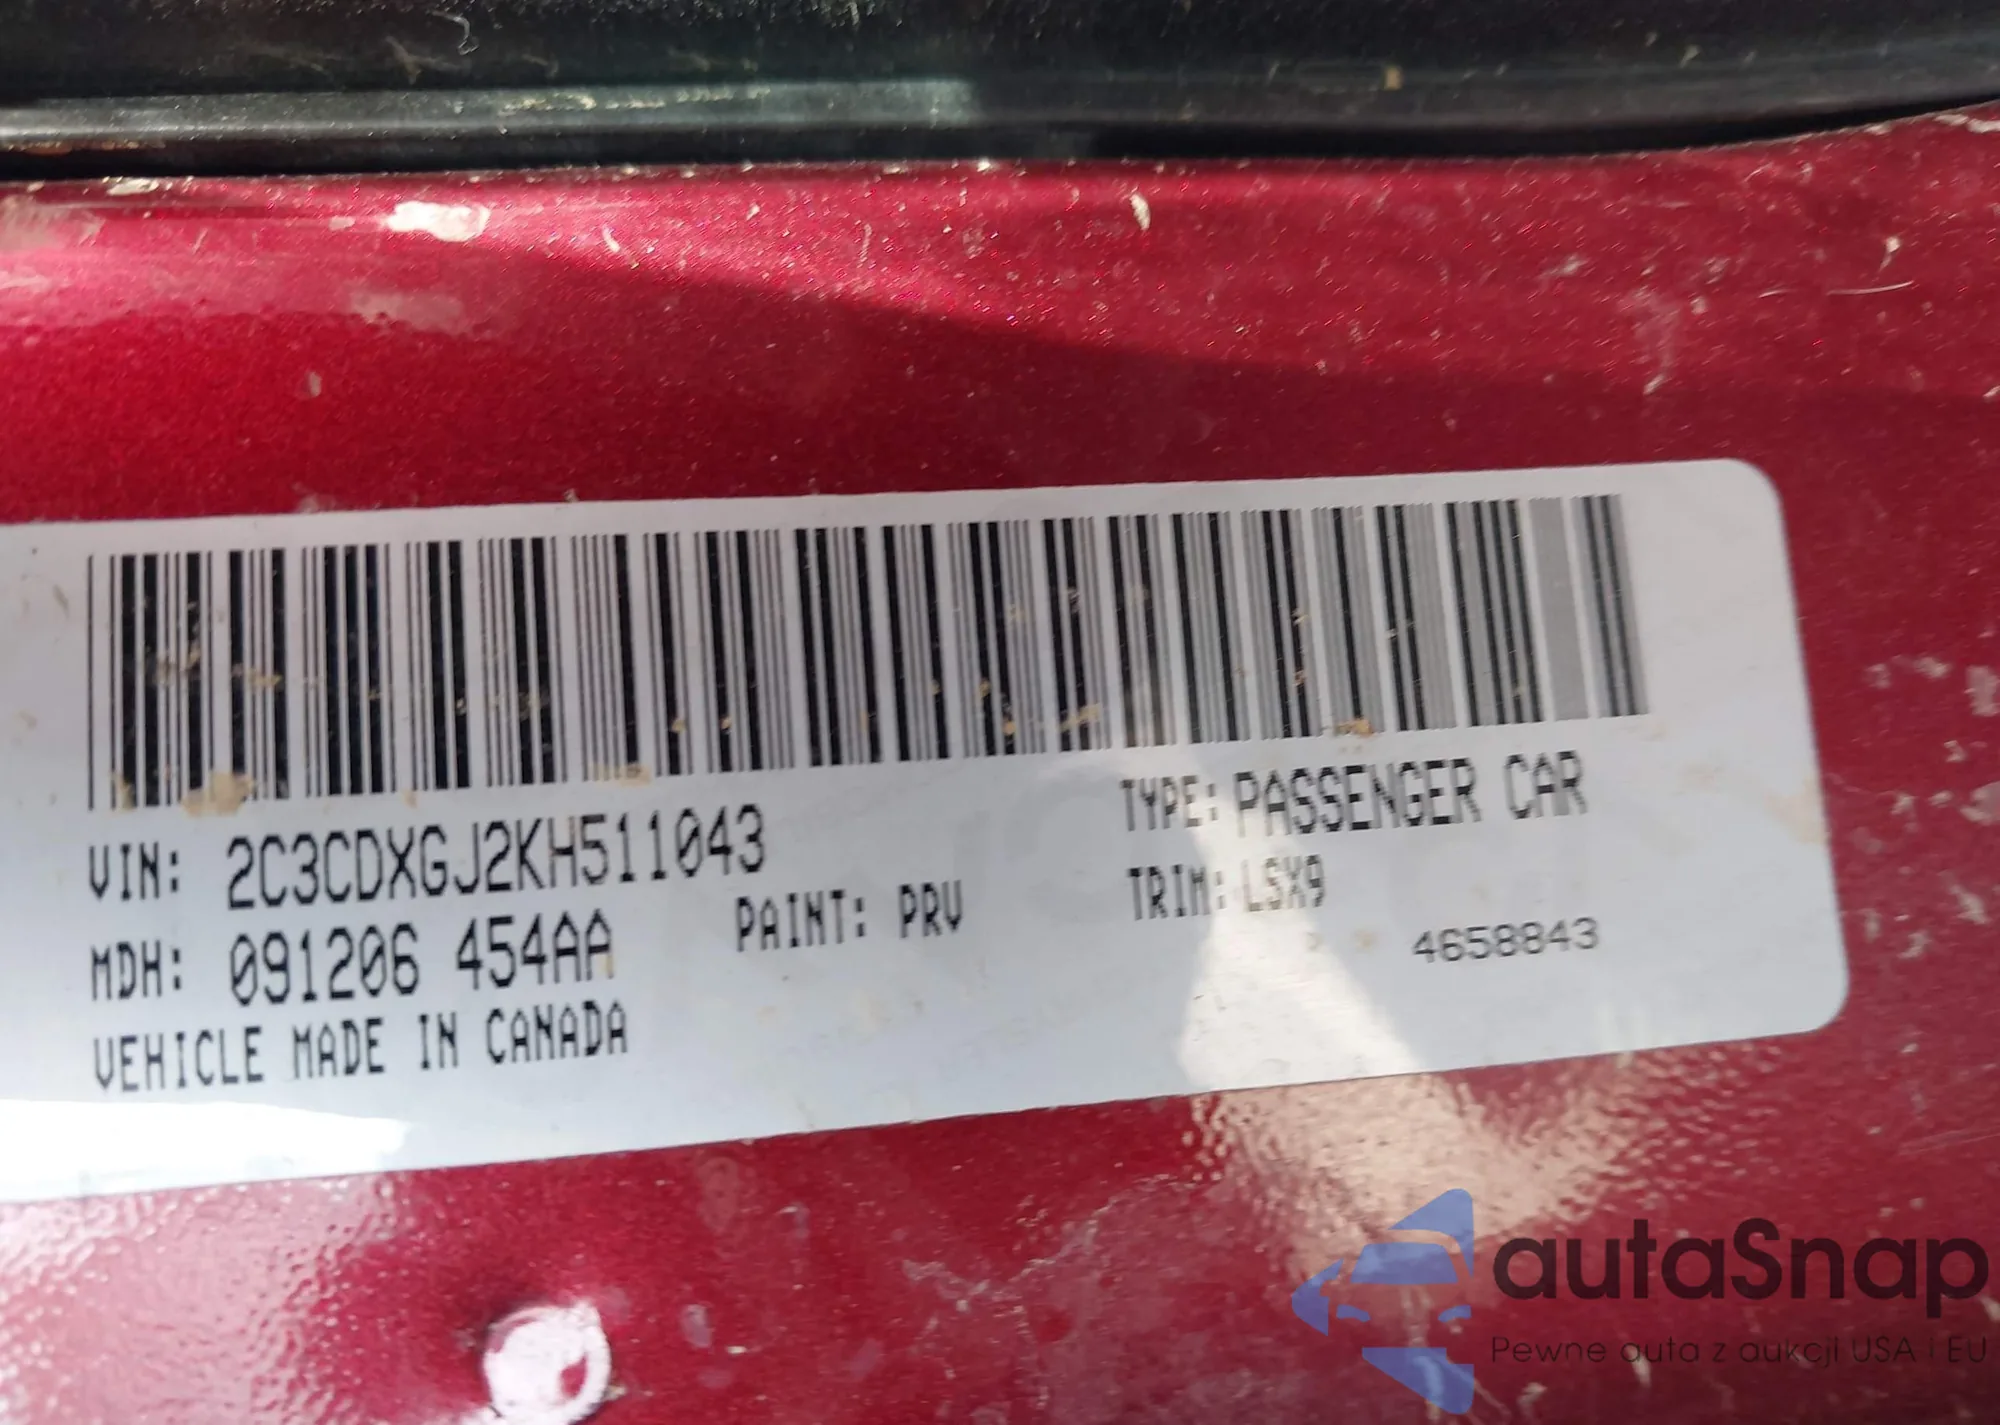 VIN: 2C3CDXGJ2KH511043
TYPE: PASSENGER CAR
MDH: 091206 454AA
PAINT: PRV
TRIM: LSX9
4658843
VEHICLE MADE IN CANADA
autaSnap
Pewne auta z aukcji USA i EU